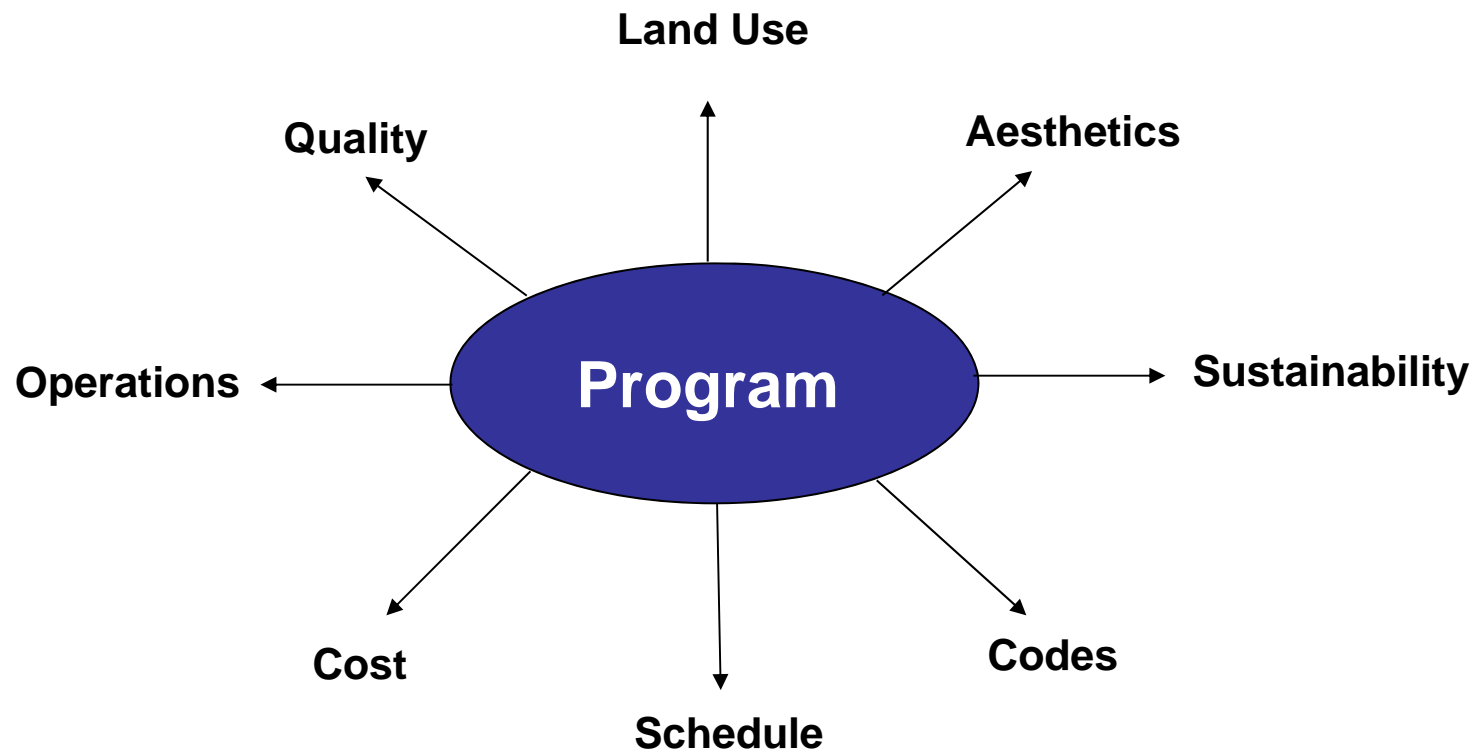 Land Use
Quality
Aesthetics
Operations
Program
Sustainability
Cost
Codes
Schedule